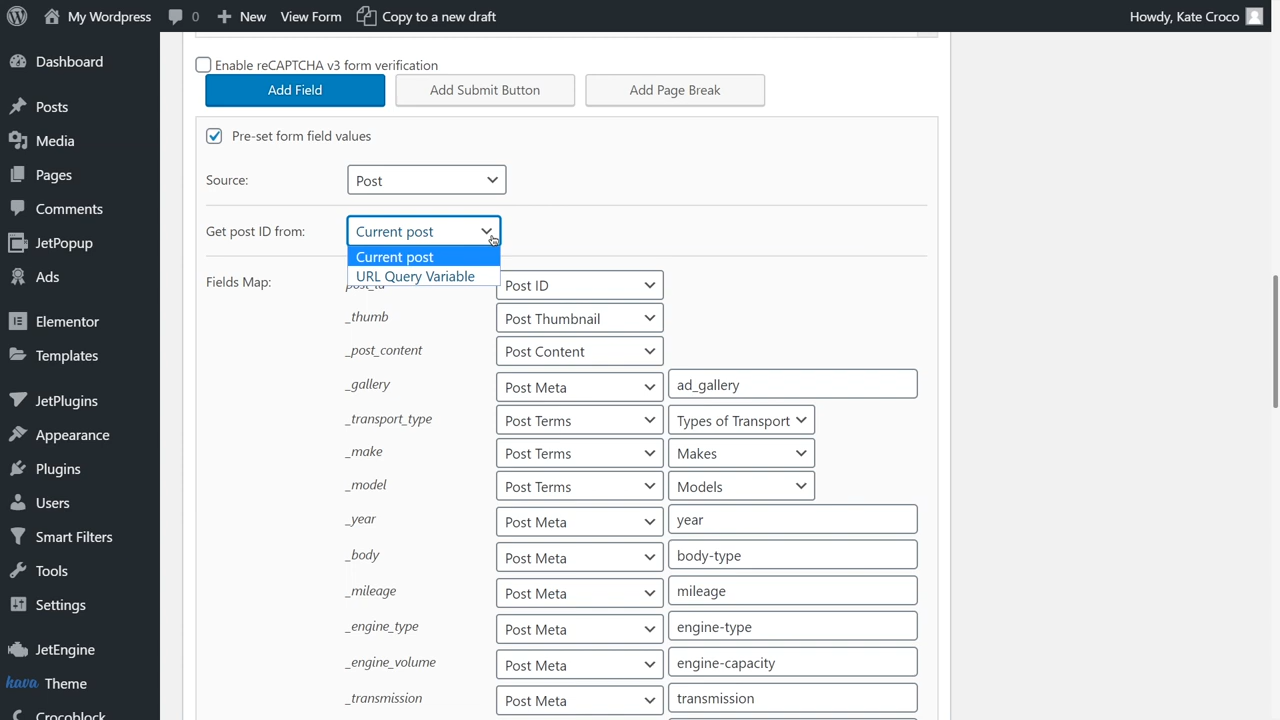 My Wordpress
0
New
View Form
Copy to a new draft
Howdy, Kate Croco
Dashboard
Posts
Media
Pages
Comments
JetPopup
Ads
Elementor
Templates
JetPlugins
Appearance
Plugins
Users
Smart Filters
Tools
Settings
JetEngine
hava Theme
Crocoblock
Enable reCAPTCHA v3 form verification
Add Field
Add Submit Button
Add Page Break
Pre-set form field values
Source:
Post
Get post ID from:
Current post
Current post
URL Query Variable
Fields Map:
post_id
Post ID
_thumb
Post Thumbnail
_post_content
Post Content
_gallery
Post Meta
ad_gallery
_transport_type
Post Terms
Types of Transport
_make
Post Terms
Makes
_model
Post Terms
Models
_year
Post Meta
year
_body
Post Meta
body-type
_mileage
Post Meta
mileage
_engine_type
Post Meta
engine-type
_engine_volume
Post Meta
engine-capacity
_transmission
Post Meta
transmission